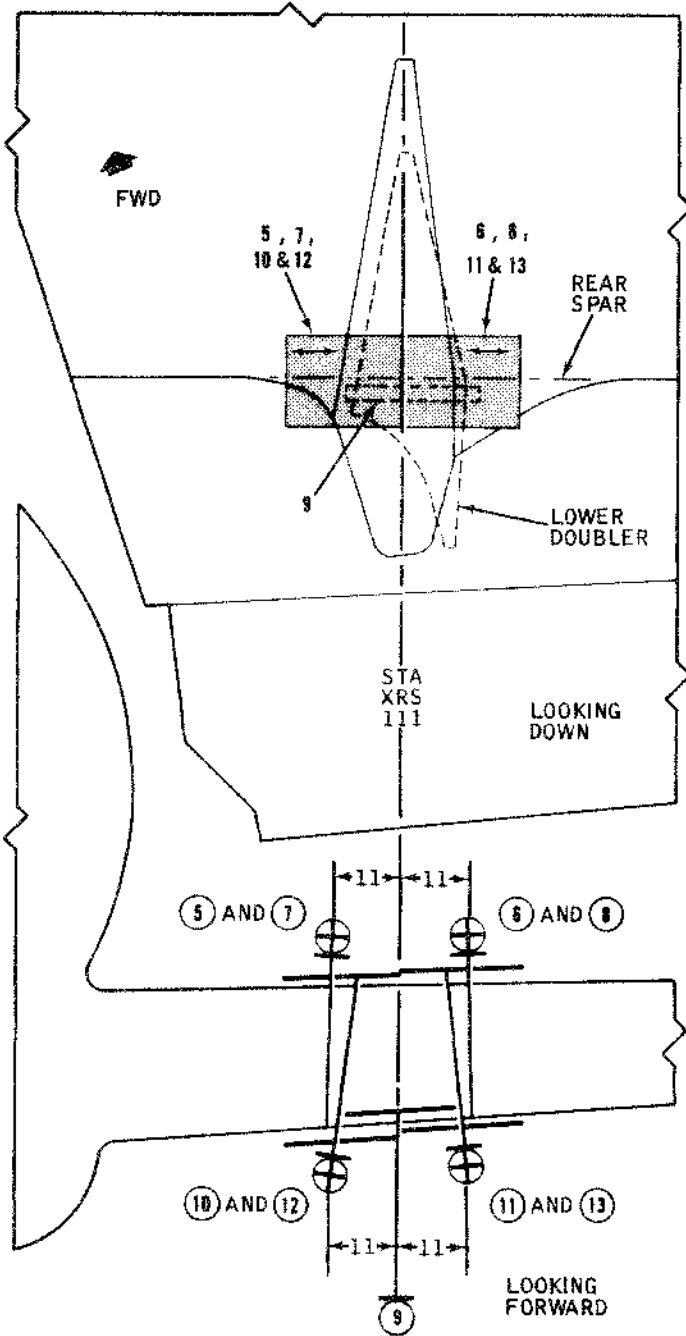 FWD
5 , 7,
10 & 12
6 , 8,
11 & 13
REAR
SPAR
9
LOWER
DOUBLER
STA
XRS
111
LOOKING
DOWN
11 11
5 AND 7
6 AND 8
10 AND 12
11 AND 13
11 11
9
LOOKING
FORWARD